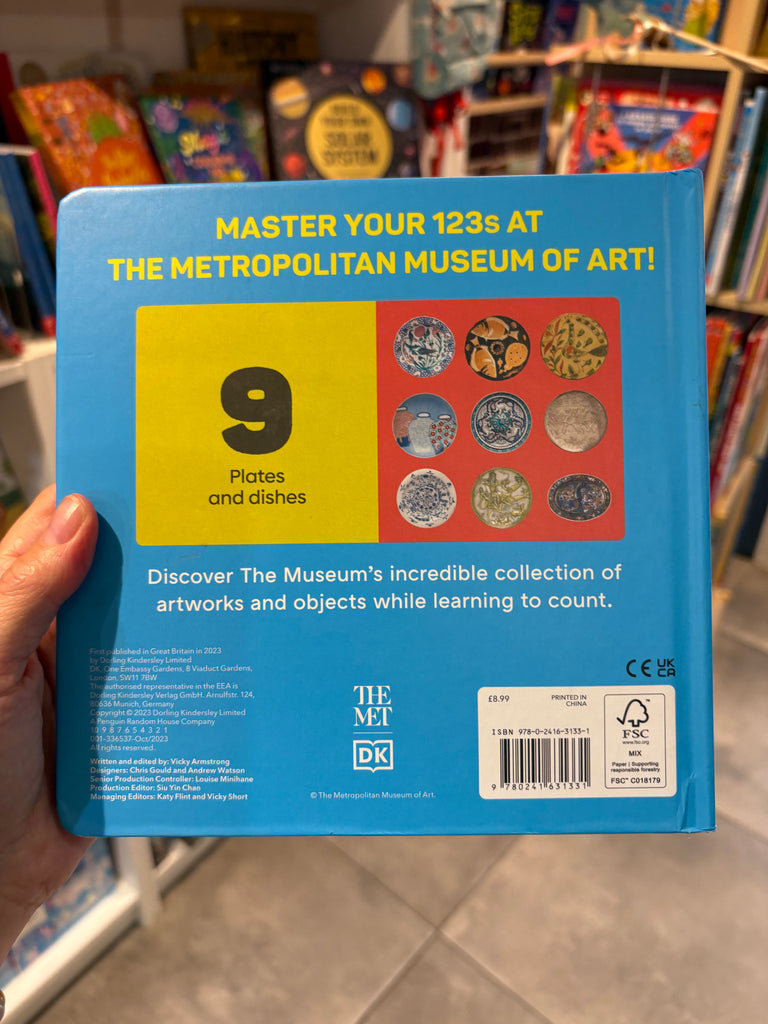 HISTORY
SOLAR
SYSTEM
MASTER YOUR 123s AT
THE METROPOLITAN MUSEUM OF ART!
9
Plates
and dishes
Discover The Museum's incredible collection of
artworks and objects while learning to count.
First published in Great Britain in 2023
by Dorling Kindersley Limited
DK, One Embassy Gardens, 8 Viaduct Gardens,
London, SW11 7BW
The authorised representative in the EEA is
Dorling Kindersley Verlag GmbH. Arnulfstr. 124,
80636 Munich, Germany
Copyright © 2023 Dorling Kindersley Limited
A Penguin Random House Company
10 9 8 7 6 5 4 3 2 1
001-336537-Oct/2023
All rights reserved.
Written and edited by: Vicky Armstrong
Designers: Chris Gould and Andrew Watson
Senior Production Controller: Louise Minihane
Production Editor: Siu Yin Chan
Managing Editors: Katy Flint and Vicky Short
THE
MET
DK
© The Metropolitan Museum of Art.
CE UK
CA
£8.99
PRINTED IN
CHINA
ISBN 978-0-2416-3133-1
9 780241 631331
FSC
www.fsc.org
MIX
Paper | Supporting
responsible forestry
FSC™ C018179